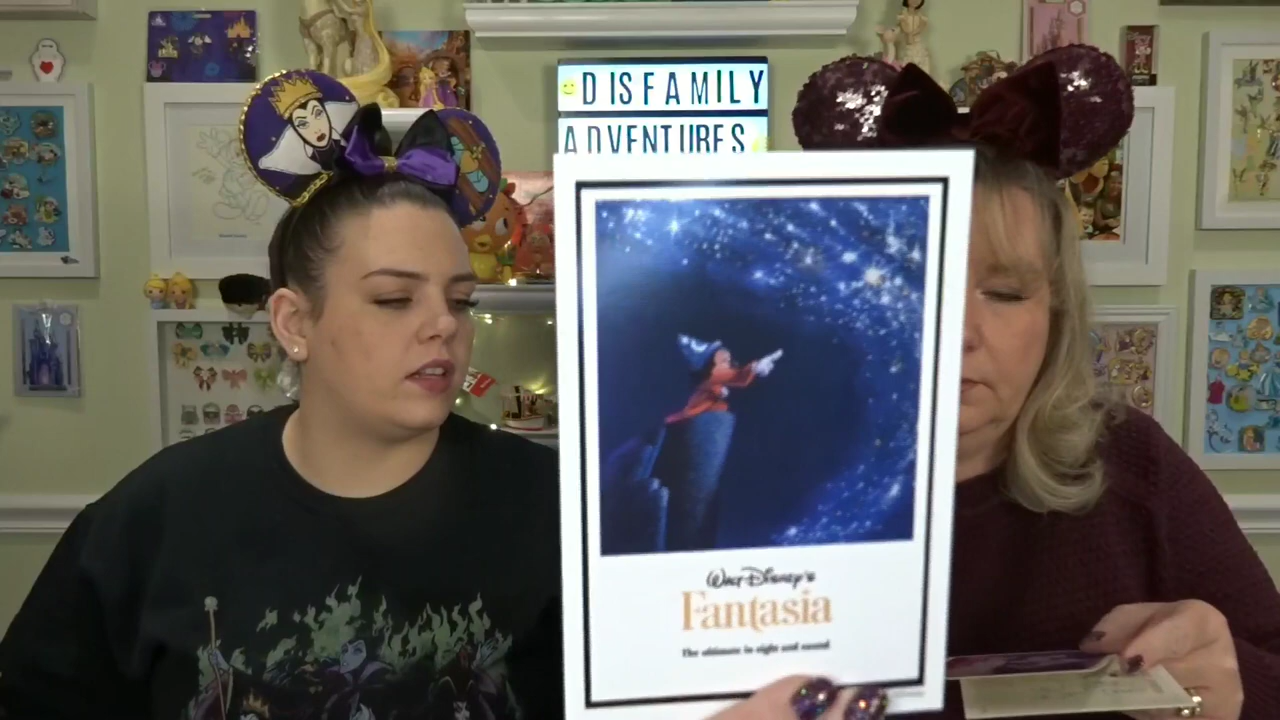 DISFAMILY
ADVENTURES
Walt Disney's
Fantasia
The ultimate in sight and sound